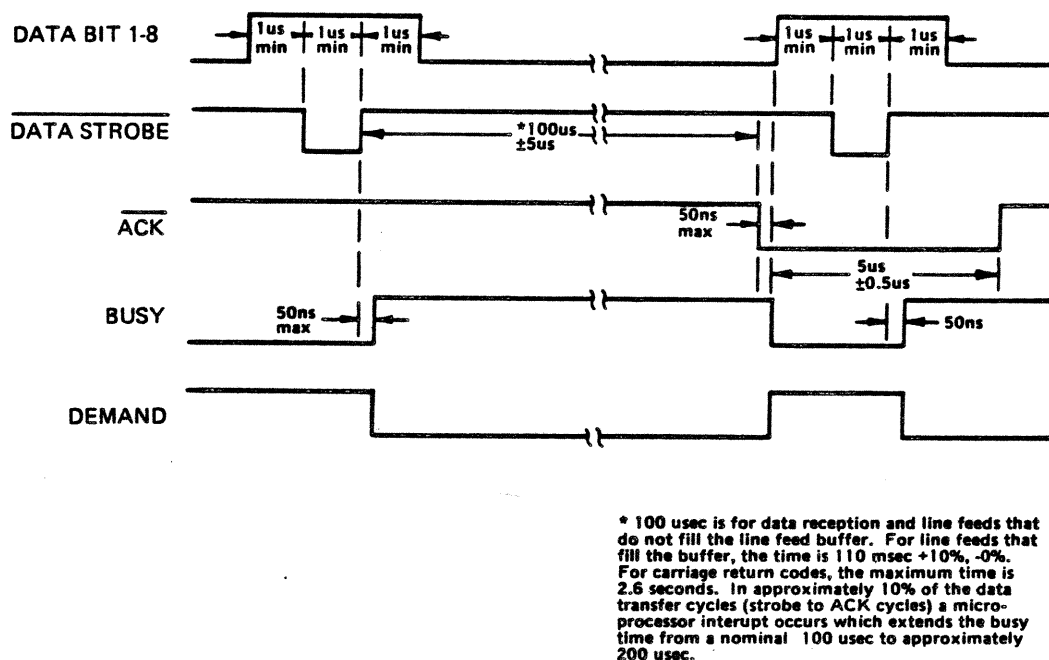 DATA BIT 1-8
1us min
1us min
1us min
1us min
1us min
1us min
DATA STROBE
*100us
±5us
ACK
50ns
max
5us
±0.5us
BUSY
50ns
max
50ns
DEMAND
* 100 usec is for data reception and line feeds that
do not fill the line feed buffer. For line feeds that
fill the buffer, the time is 110 msec +10%, -0%.
For carriage return codes, the maximum time is
2.6 seconds. In approximately 10% of the data
transfer cycles (strobe to ACK cycles) a micro-
processor interupt occurs which extends the busy
time from a nominal 100 usec to approximately
200 usec.